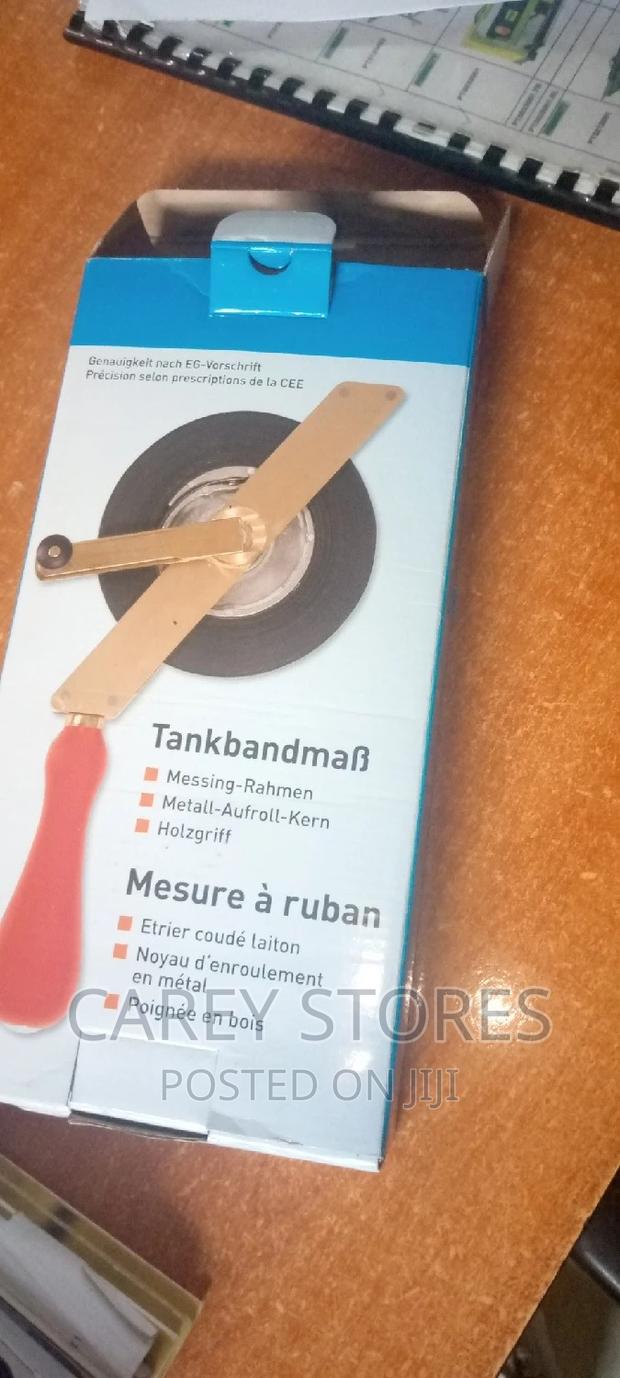 Genauigkeit nach EG-Vorschrift
Précision selon prescriptions de la CEE
Tankbandmaß
Messing-Rahmen
Metall-Aufroll-Kern
Holzgriff
Mesure à ruban
Etrier coudé laiton
Noyau d'enroulement
en métal
Poignée en bois
CAREY STORES
POSTED ON JIJI